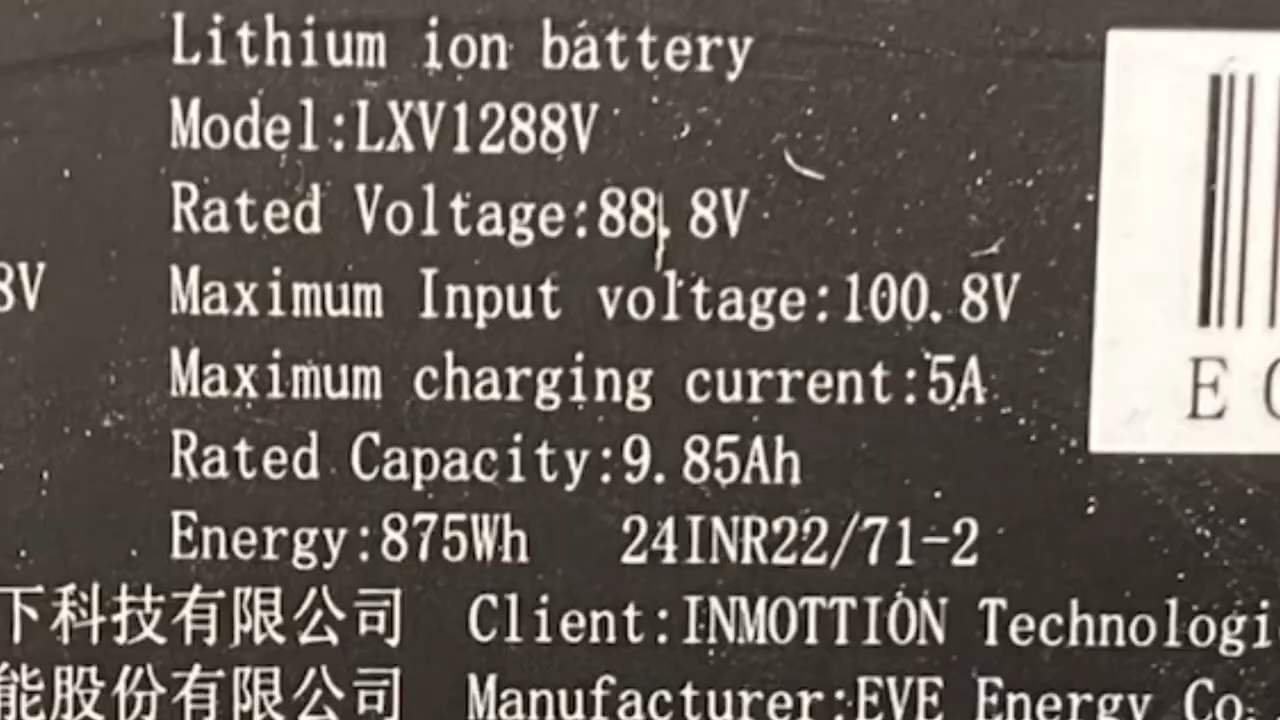 Lithium ion battery
Model:LXV1288V
Rated Voltage:88.8V
8V Maximum Input voltage:100.8V
Maximum charging current:5A
E
Rated Capacity:9.85Ah
Energy:875Wh 24INR22/71-2
下科技有限公司 Client:INMOTTION Technologi
能股份有限公司 Manufacturer:EVE Energy Co.